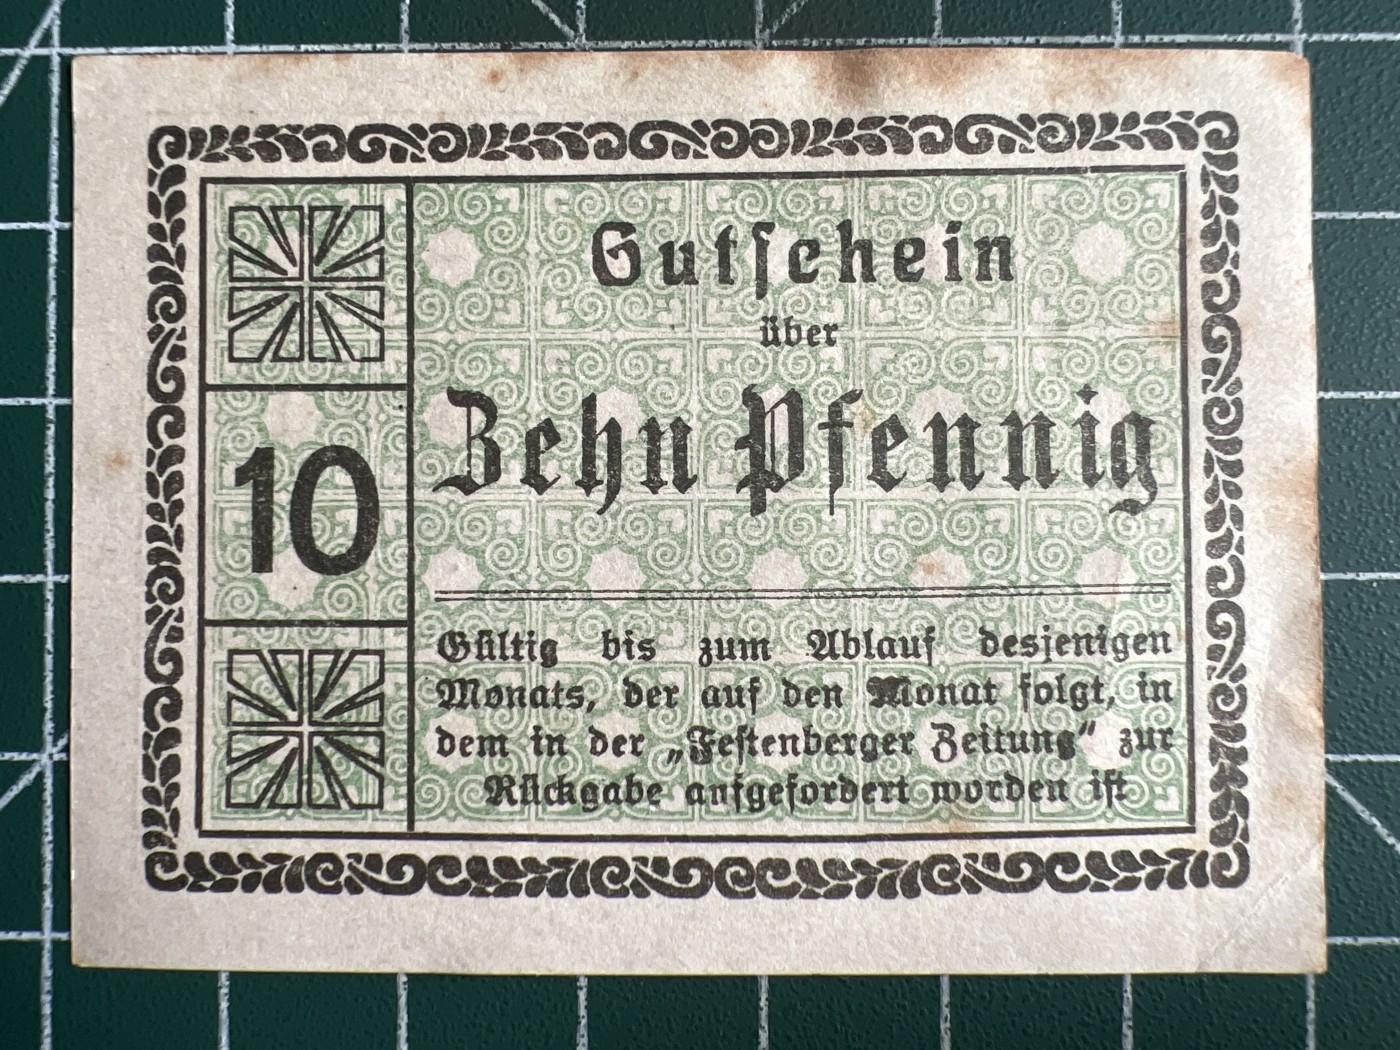 Gutschein
über
Zehn Pfennig
10
Gültig bis zum Ablauf desjenigen
Monats, der auf den Monat folgt, in
dem in der „Festenberger Zeitung“ zur
Rückgabe aufgefordert worden ist